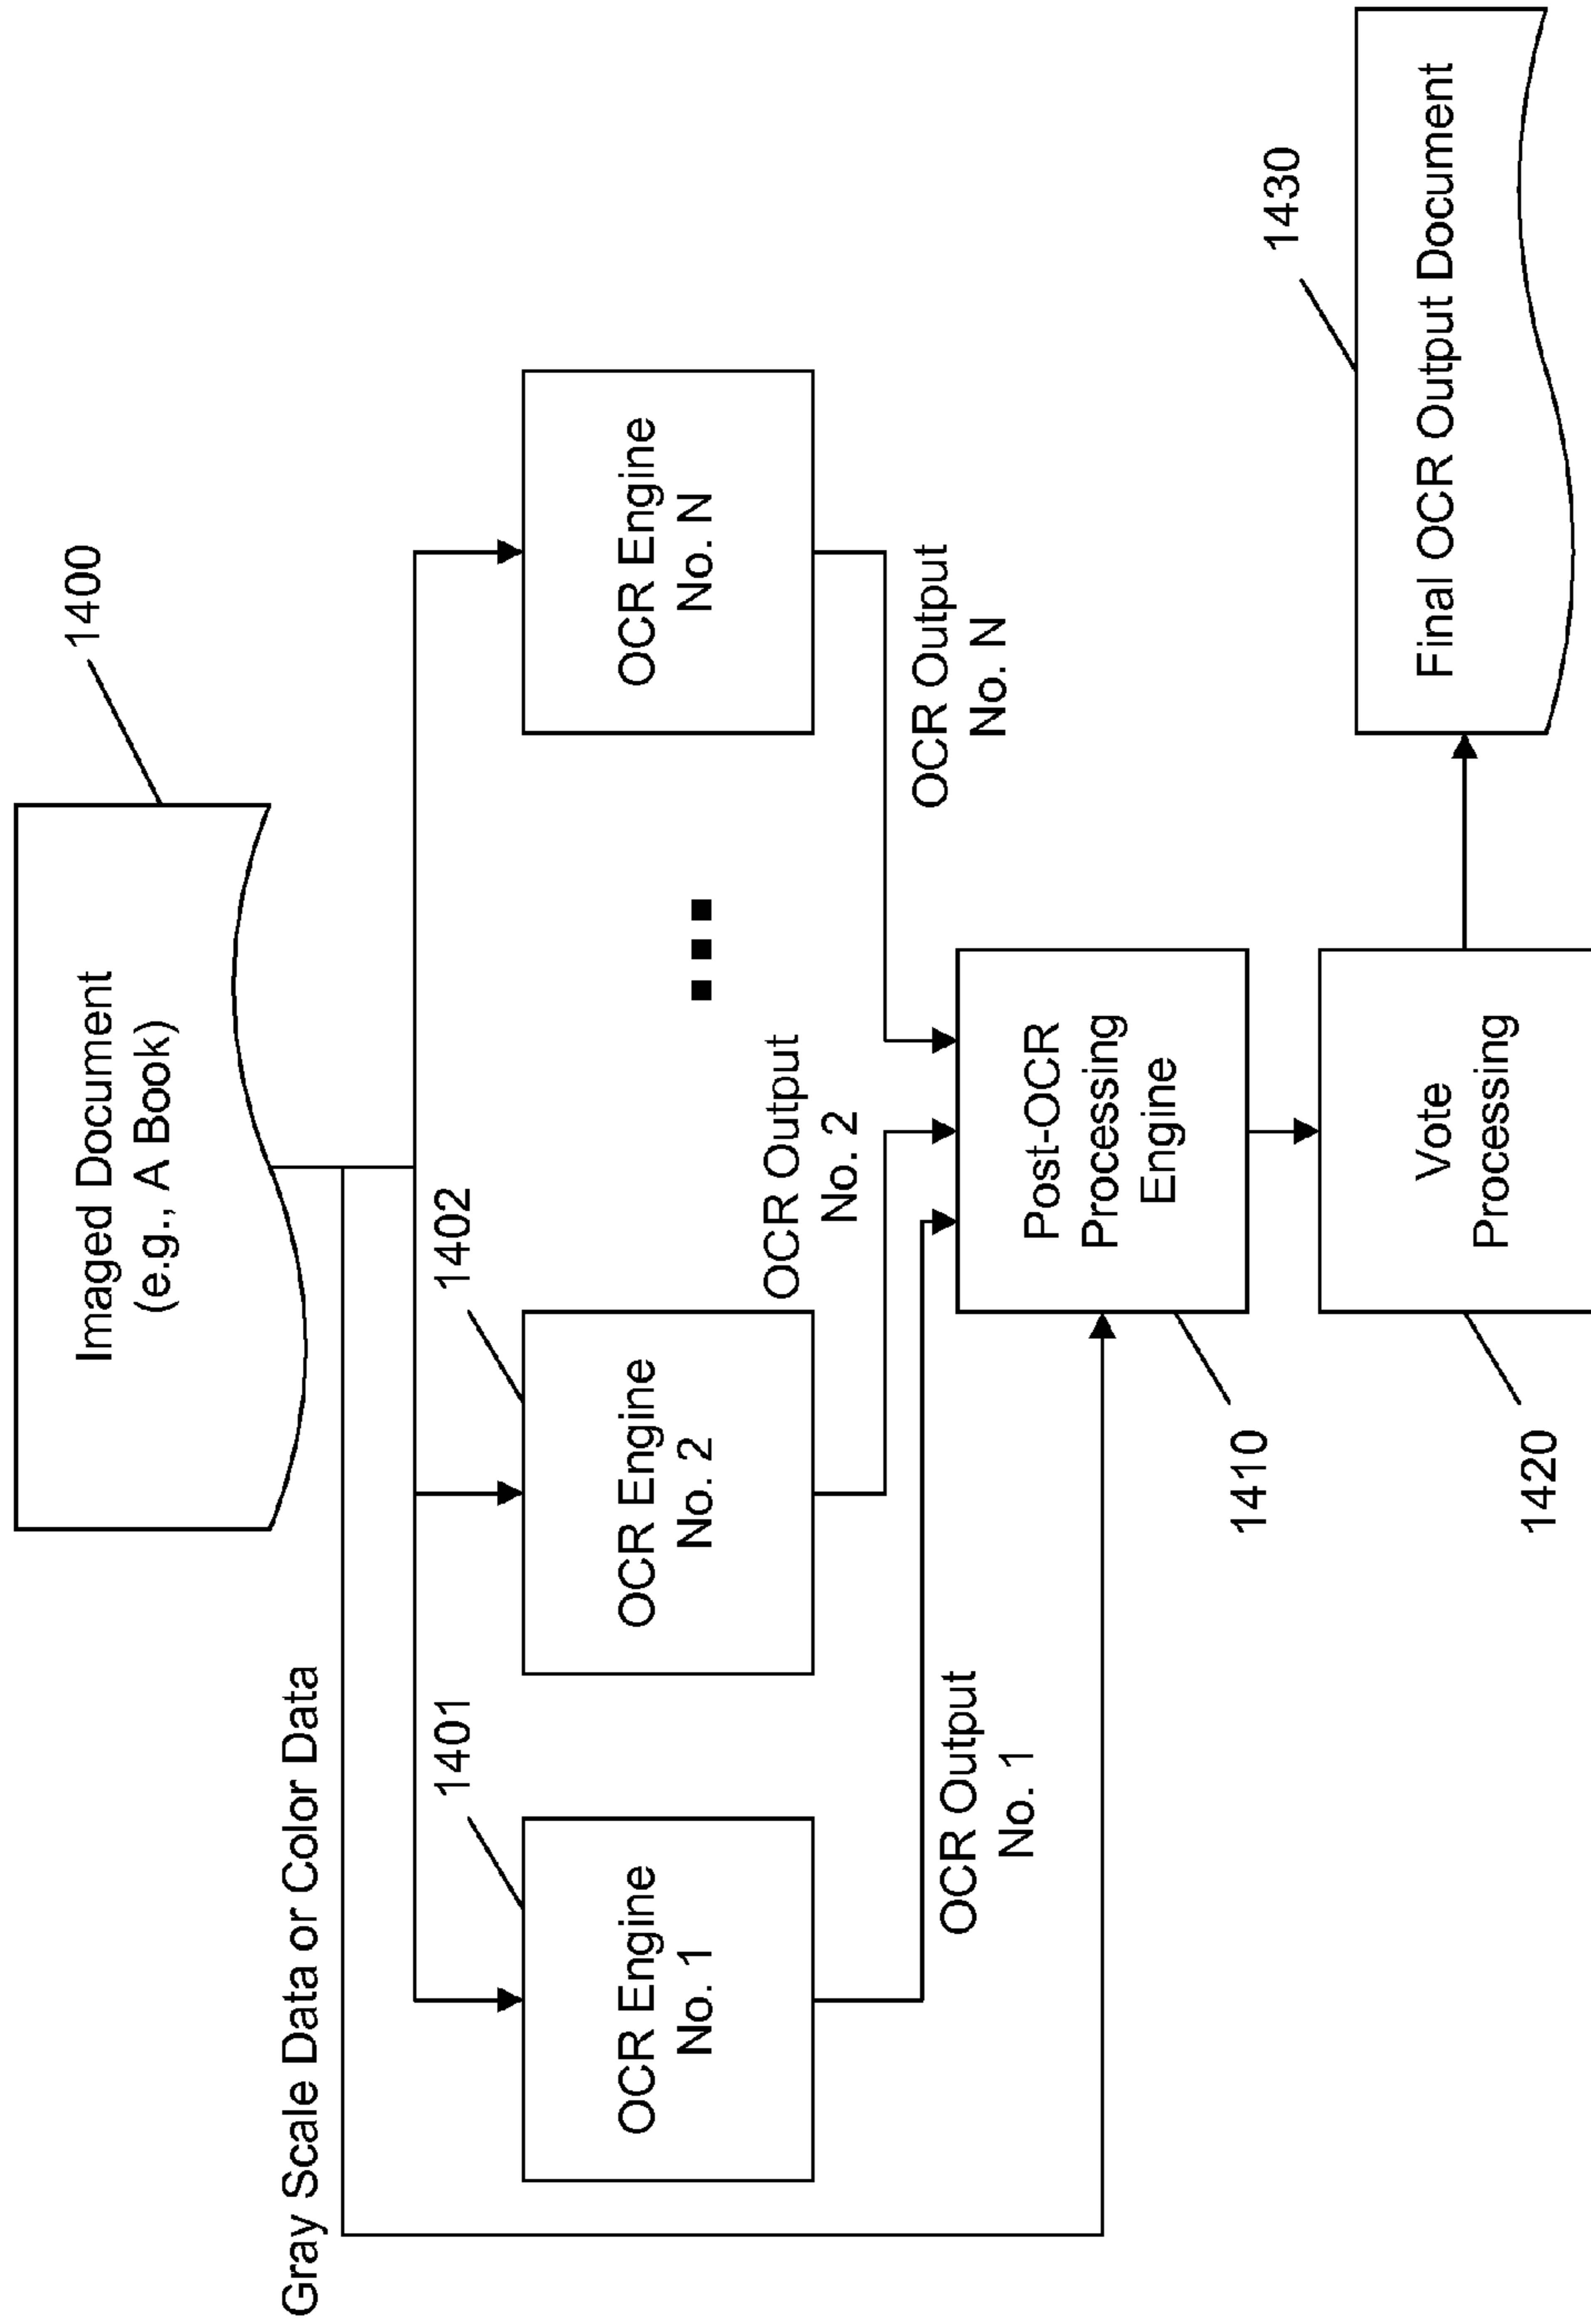 Imaged Document
(e.g., A Book)
1400
Gray Scale Data or Color Data
1401
1402
OCR Engine
No. 1
OCR Engine
No. 2
OCR Engine
No. N
OCR Output
No. 1
OCR Output
No. 2
OCR Output
No. N
Post-OCR
Processing
Engine
1410
Vote
Processing
1420
1430
Final OCR Output Document